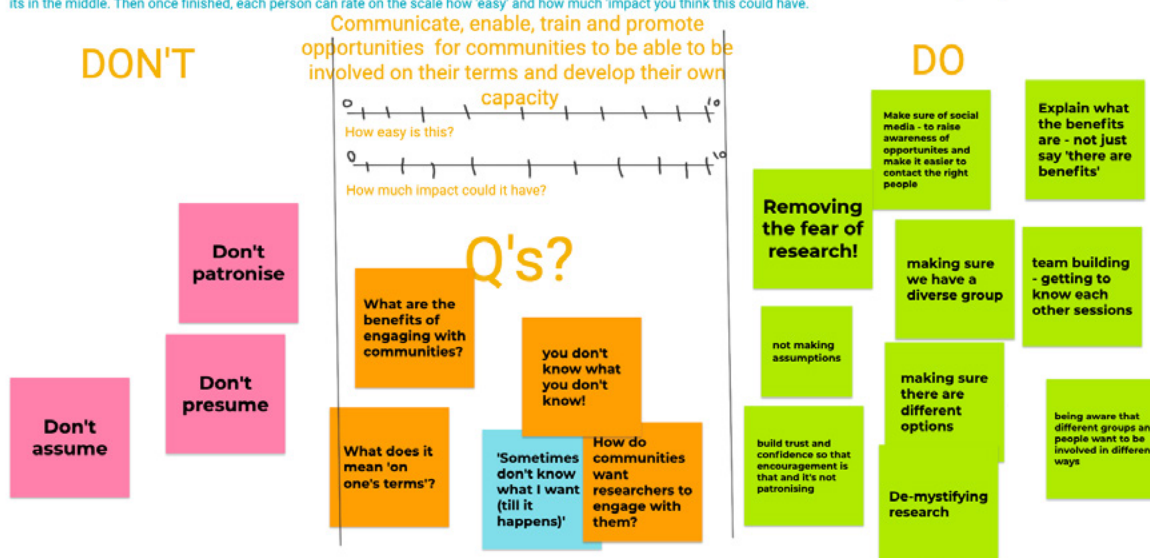 its in the middle. Then once finished, each person can rate on the scale how 'easy' and how much 'impact you think this could have.
DON'T
Communicate, enable, train and promote
opportunities for communities to be able to be
involved on their terms and develop their own
capacity
DO
0
10
How easy is this?
0
10
How much impact could it have?
Don't
patronise
Don't
presume
Don't
assume
Q's?
What are the
benefits of
engaging with
communities?
you don't
know what
you don't
know!
What does it
mean 'on
one's terms'?
'Sometimes
don't know
what I want
(till it
happens)'
How do
communities
want
researchers to
engage with
them?
Make sure of social
media - to raise
awareness of
opportunites and
make it easier to
contact the right
people
Explain what
the benefits
are - not just
say 'there are
benefits'
Removing
the fear of
research!
making sure
we have a
diverse group
team building
- getting to
know each
other sessions
not making
assumptions
making sure
there are
different
options
being aware that
different groups
people want to be
involved in
ways
build trust and
confidence so that
encouragement is
that and it's not
patronising
De-mystifying
research